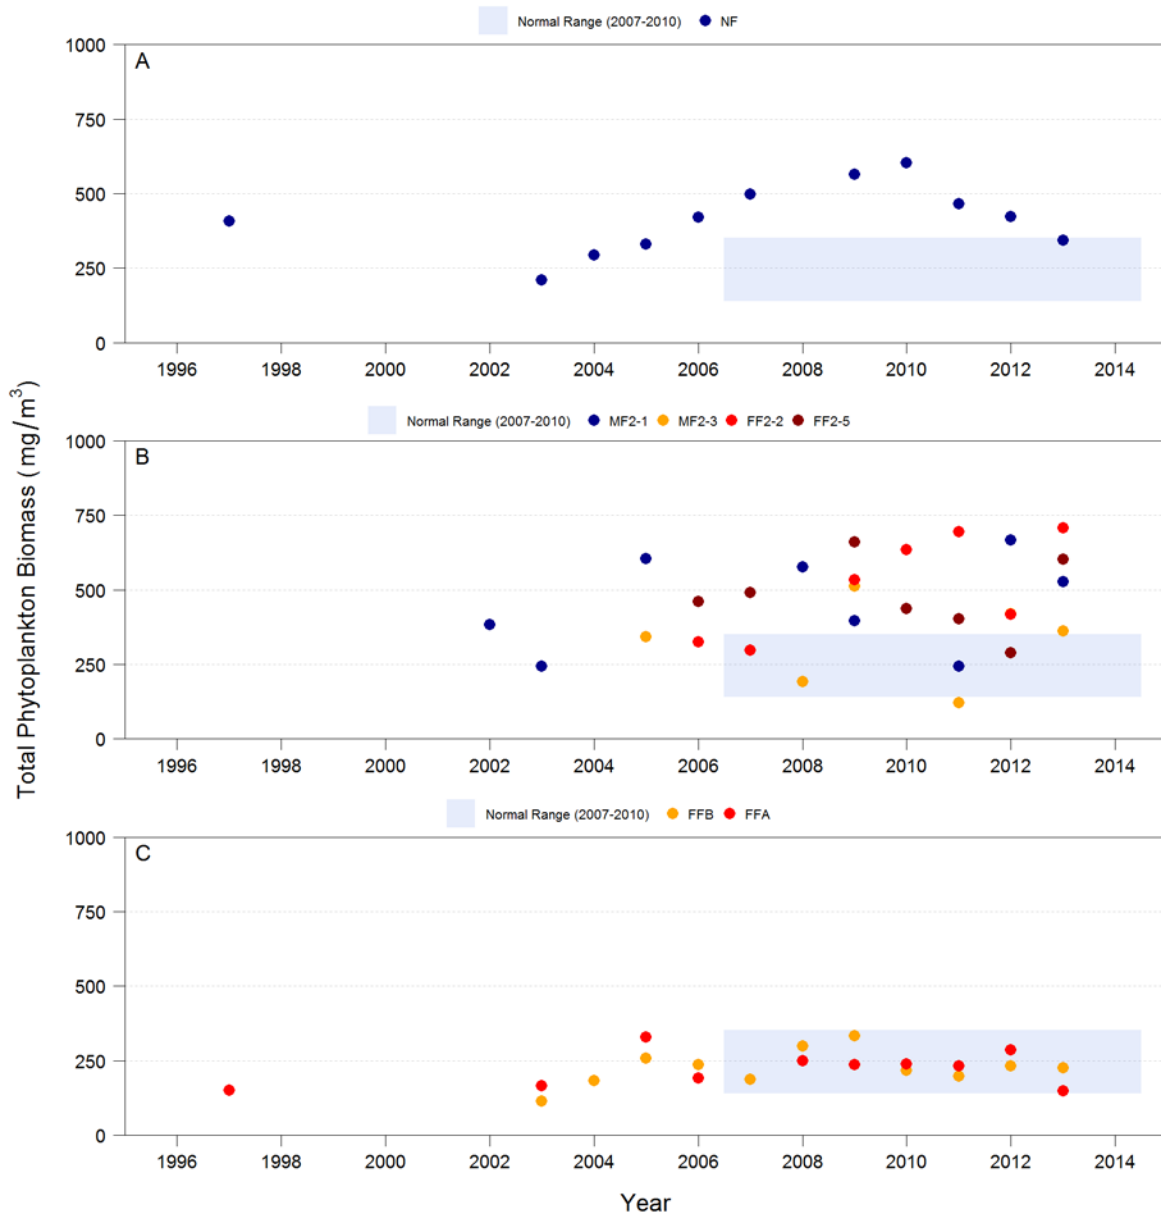 Normal Range (2007-2010) NF
A
1000
750
500
250
0
1996 1998 2000 2002 2004 2006 2008 2010 2012 2014
Normal Range (2007-2010) MF2-1 MF2-3 FF2-2 FF2-5
B
1000
750
500
250
0
1996 1998 2000 2002 2004 2006 2008 2010 2012 2014
Normal Range (2007-2010) FFB FFA
C
1000
750
500
250
0
1996 1998 2000 2002 2004 2006 2008 2010 2012 2014
Total Phytoplankton Biomass (mg/m³)
Year